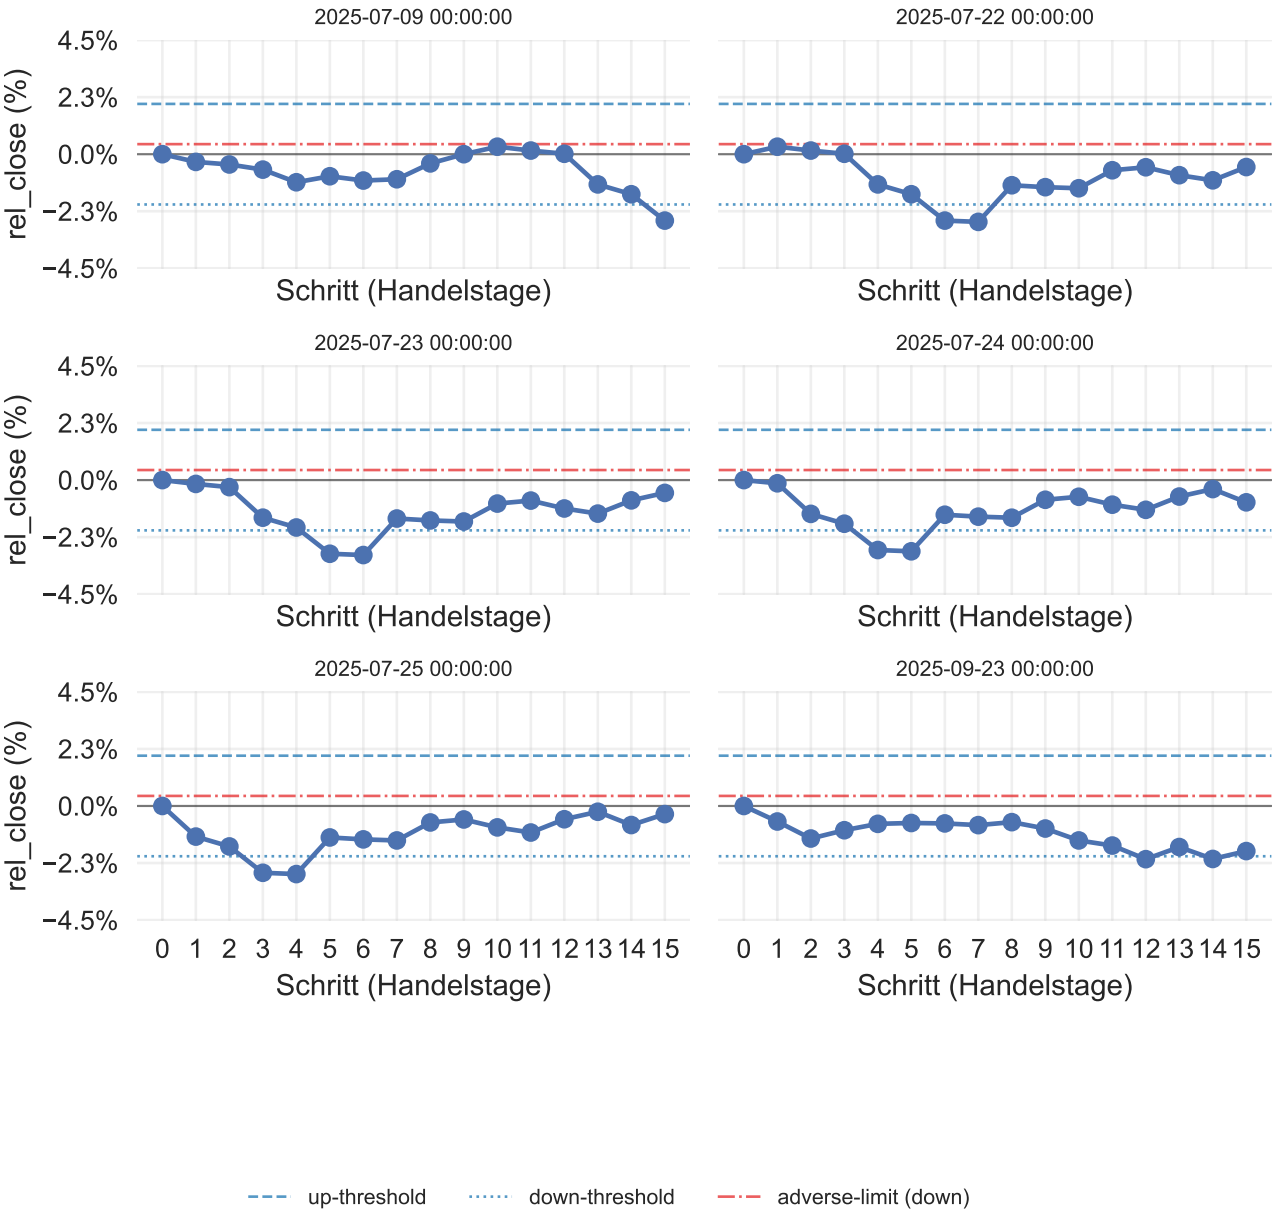 2025-07-09 00:00:00
2025-07-22 00:00:00
4.5%
2.3%
0.0%
−2.3%
−4.5%
rel_close (%)
Schritt (Handelstage)
Schritt (Handelstage)
2025-07-23 00:00:00
2025-07-24 00:00:00
4.5%
2.3%
0.0%
−2.3%
−4.5%
rel_close (%)
Schritt (Handelstage)
Schritt (Handelstage)
2025-07-25 00:00:00
2025-09-23 00:00:00
4.5%
2.3%
0.0%
−2.3%
−4.5%
rel_close (%)
0 1 2 3 4 5 6 7 8 9 10 11 12 13 14 15
0 1 2 3 4 5 6 7 8 9 10 11 12 13 14 15
Schritt (Handelstage)
Schritt (Handelstage)
up-threshold
down-threshold
adverse-limit (down)